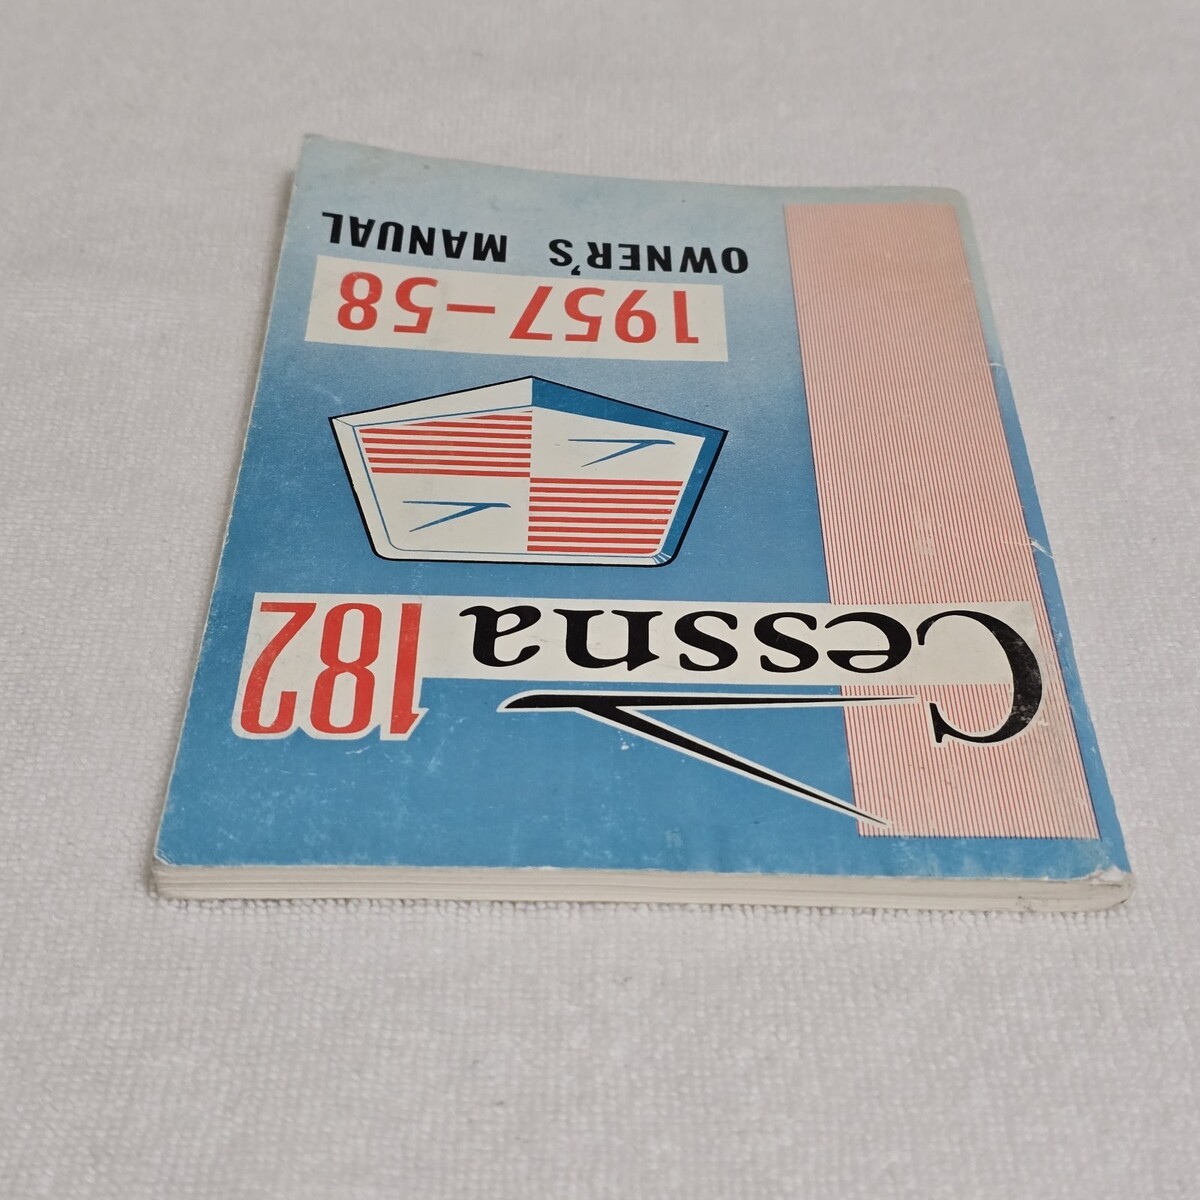 Cessna 182
1957-58
OWNER'S MANUAL